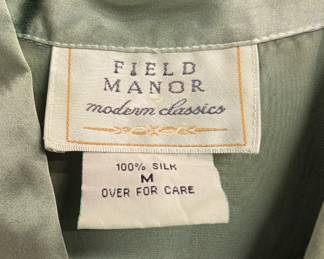 FIELD
MANOR
modern classics
100% SILK
M
OVER FOR CARE